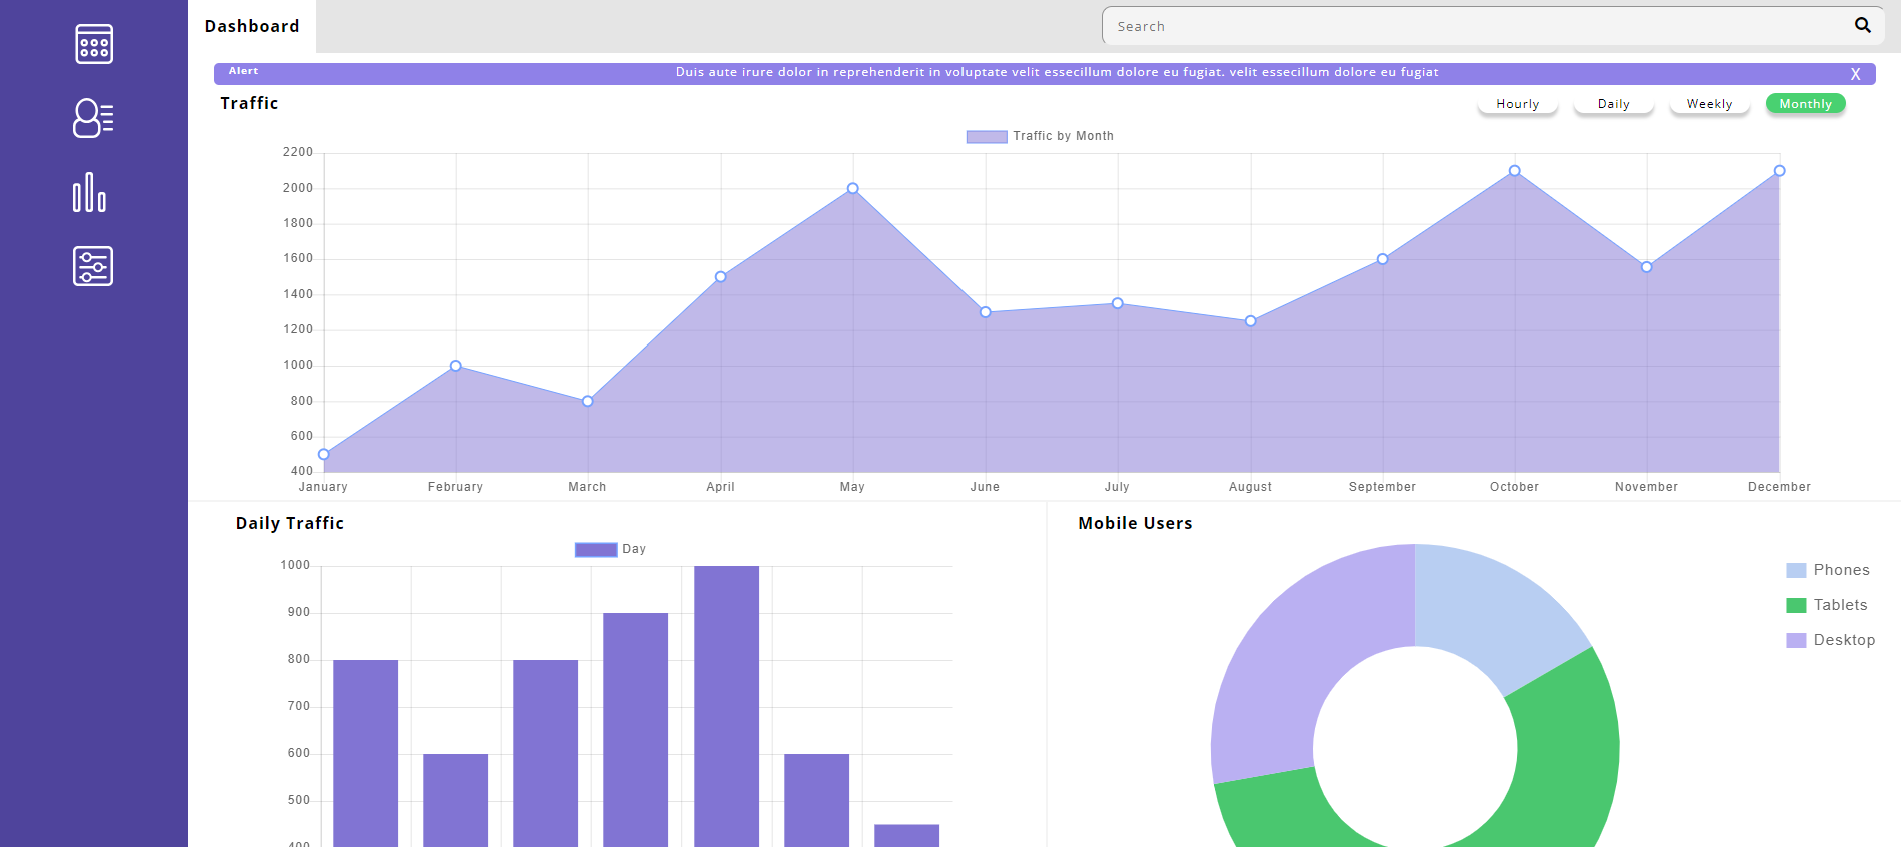 Dashboard
Search
Alert
Duis aute irure dolor in reprehenderit in voluptate velit essecillum dolore eu fugiat. velit essecillum dolore eu fugiat
X
Traffic
Hourly
Daily
Weekly
Monthly
Traffic by Month
2200
2000
1800
1600
1400
1200
1000
800
600
400
January February March April May June July August September October November December
Daily Traffic
Day
1000
900
800
700
600
500
400
Mobile Users
Phones
Tablets
Desktop